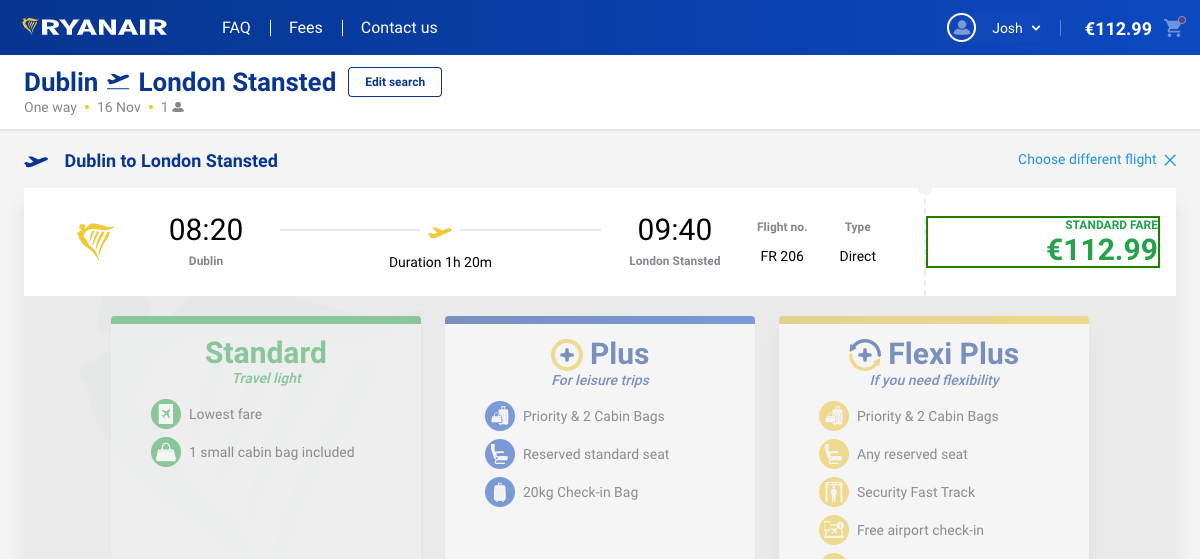 RYANAIR FAQ Fees Contact us Josh €112.99
Dublin London Stansted Edit search
One way • 16 Nov • 1
Dublin to London Stansted Choose different flight
08:20 09:40 Flight no. Type STANDARD FARE
Dublin Duration 1h 20m London Stansted FR 206 Direct €112.99
Standard
Travel light
Lowest fare
1 small cabin bag included
Plus
For leisure trips
Priority & 2 Cabin Bags
Reserved standard seat
20kg Check-in Bag
Flexi Plus
If you need flexibility
Priority & 2 Cabin Bags
Any reserved seat
Security Fast Track
Free airport check-in